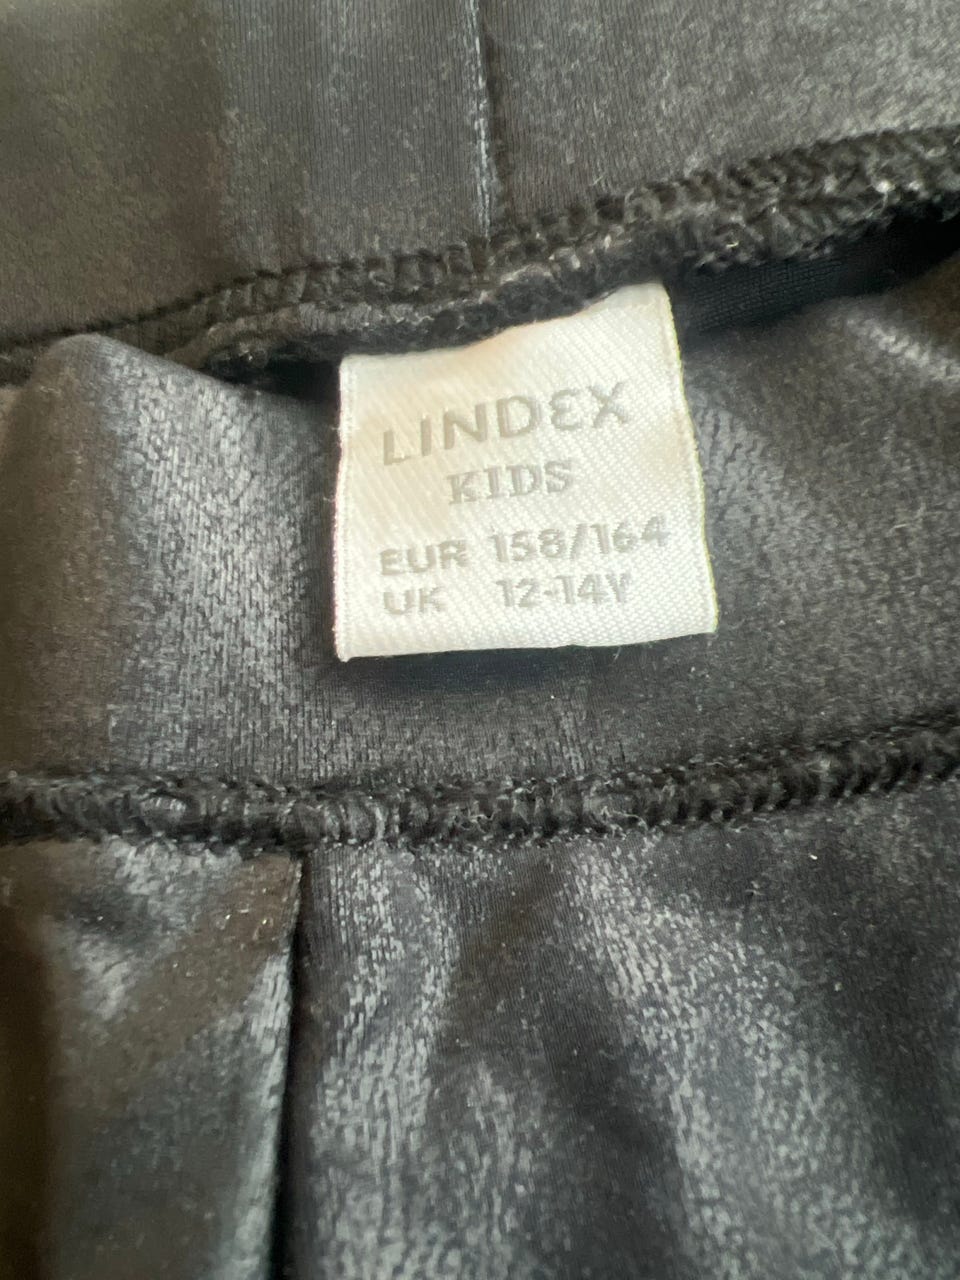 LINDEX
KIDS
EUR 158/164
UK 12-14Y